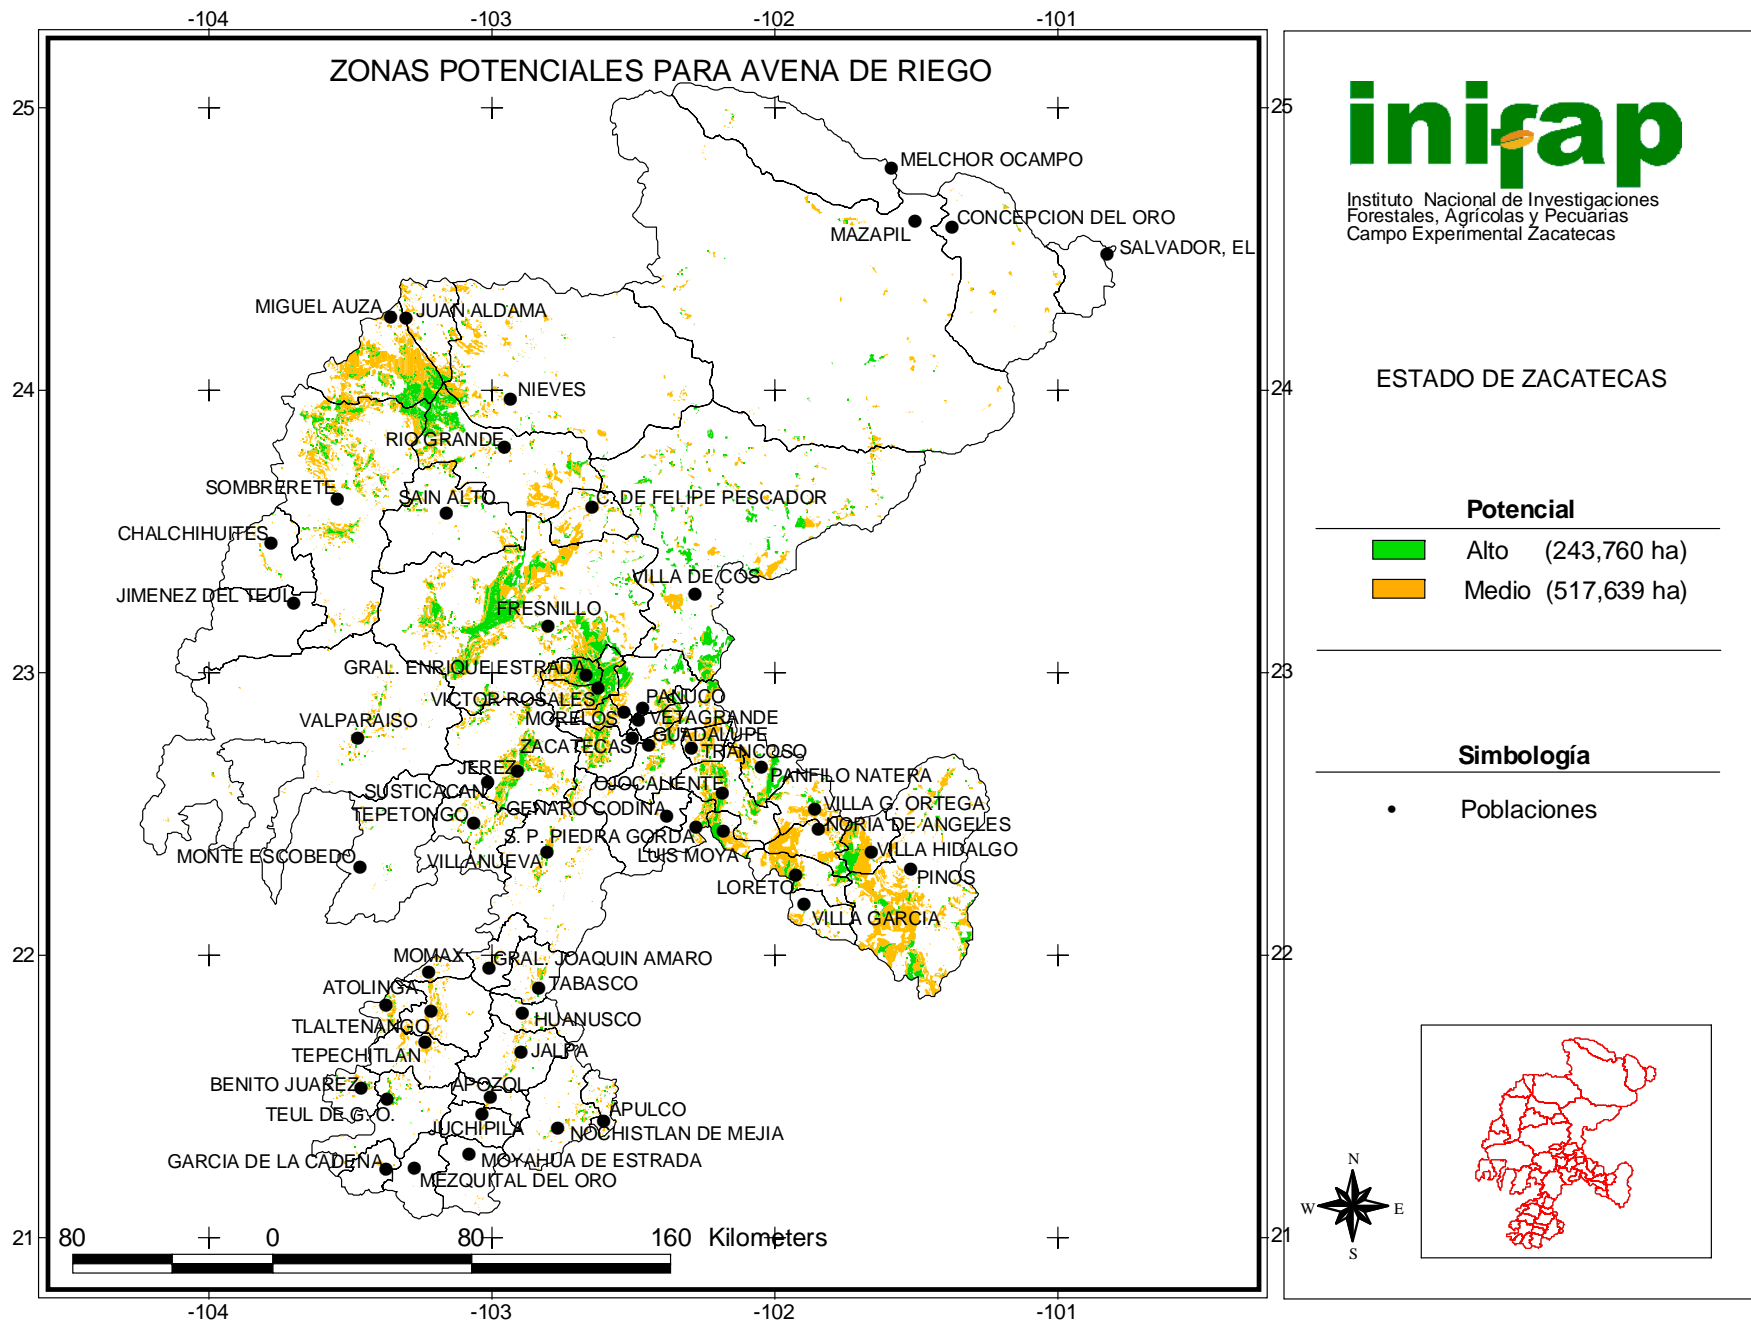 -104 -103 -102 -101
ZONAS POTENCIALES PARA AVENA DE RIEGO
25 25
MELCHOR OCAMPO
CONCEPCION DEL ORO
MAZAPIL
SALVADOR, EL
MIGUEL AUZA
JUAN ALDAMA
24 24
NIEVES
RIO GRANDE
SOMBRERETE
SAIN ALTO
C. DE FELIPE PESCADOR
CHALCHIHUITES
VILLA DE COS
JIMENEZ DEL TEUL
FRESNILLO
23 23
GRAL. ENRIQUE ESTRADA
VICTOR ROSALES
PANUCO
VALPARAISO
MORELOS
VETAGRANDE
GUADALUPE
ZACATECAS
TRANCOSO
JEREZ
PANFILO NATERA
SUSTICACAN
OJOCALIENTE
TEPETONGO
GENARO CODINA
VILLA G. ORTEGA
NORIA DE ANGELES
S. P. PIEDRA GORDA
MONTE ESCOBEDO
VILLANUEVA
LUIS MOYA
VILLA HIDALGO
PINOS
LORETO
VILLA GARCIA
22 22
MOMAX
GRAL. JOAQUIN AMARO
ATOLINGA
TABASCO
TLALTENANGO
HUANUSCO
TEPECHITLAN
JALPA
BENITO JUAREZ
APOZOL
TEUL DE G. O.
APULCO
JUCHIPILA
NOCHISTLAN DE MEJIA
GARCIA DE LA CADENA
MOYAHUA DE ESTRADA
MEZQUITAL DEL ORO
21 21
80 0 80 160 Kilometers
-104 -103 -102 -101
inifap
Instituto Nacional de Investigaciones
Forestales, Agrícolas y Pecuarias
Campo Experimental Zacatecas
ESTADO DE ZACATECAS
Potencial
Alto (243,760 ha)
Medio (517,639 ha)
Simbología
Poblaciones
N
W E
S